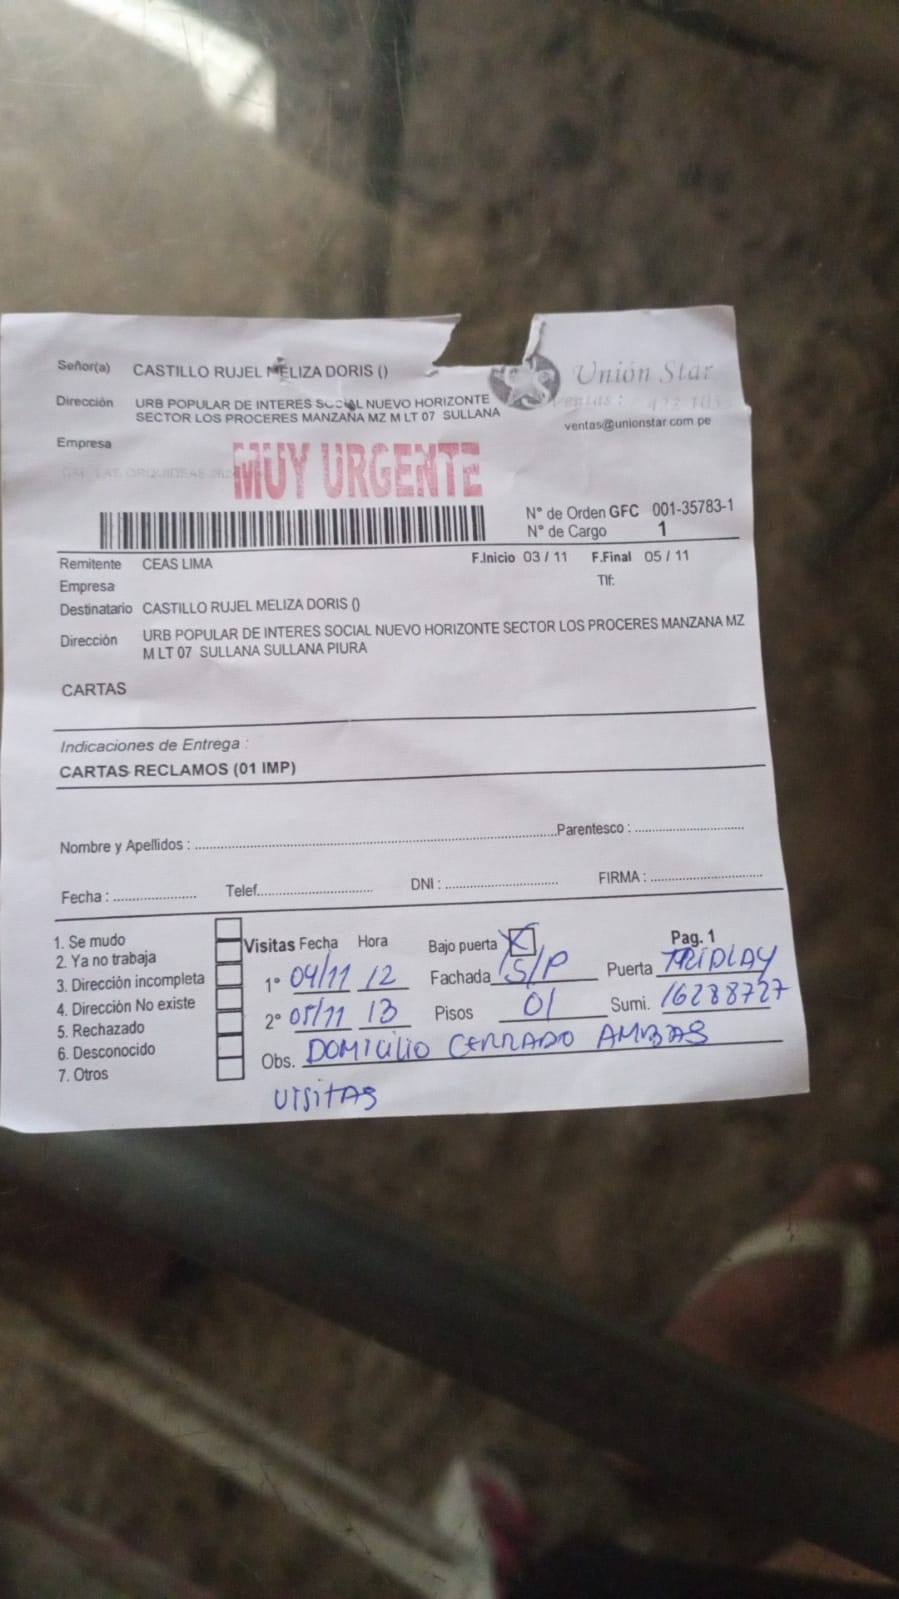 Señor(a) CASTILLO RUJEL MELIZA DORIS ()
Unión Star
Dirección URB POPULAR DE INTERES SOCIAL NUEVO HORIZONTE
SECTOR LOS PROCERES MANZANA MZ M LT 07 SULLANA
ventas:
ventas@unionstar.com.pe
Empresa
MUY URGENTE
N° de Orden GFC 001-35783-1
N° de Cargo 1
Remitente CEAS LIMA F.Inicio 03 / 11 F.Final 05 / 11
Empresa Tlf:
Destinatario CASTILLO RUJEL MELIZA DORIS ()
Dirección URB POPULAR DE INTERES SOCIAL NUEVO HORIZONTE SECTOR LOS PROCERES MANZANA MZ
M LT 07 SULLANA SULLANA PIURA
CARTAS
Indicaciones de Entrega :
CARTAS RECLAMOS (01 IMP)
Nombre y Apellidos : Parentesco :
Fecha : Telef. DNI : FIRMA :
1. Se mudo
2. Ya no trabaja
3. Dirección incompleta
4. Dirección No existe
5. Rechazado
6. Desconocido
7. Otros
Visitas Fecha Hora Bajo puerta X Pag. 1
1° 04/11 12 Fachada S/P Puerta TRIPLAY
2° 05/11 13 Pisos 01 Sumi. 16288727
Obs. DOMICILIO CERRADO AMBAS
VISITAS